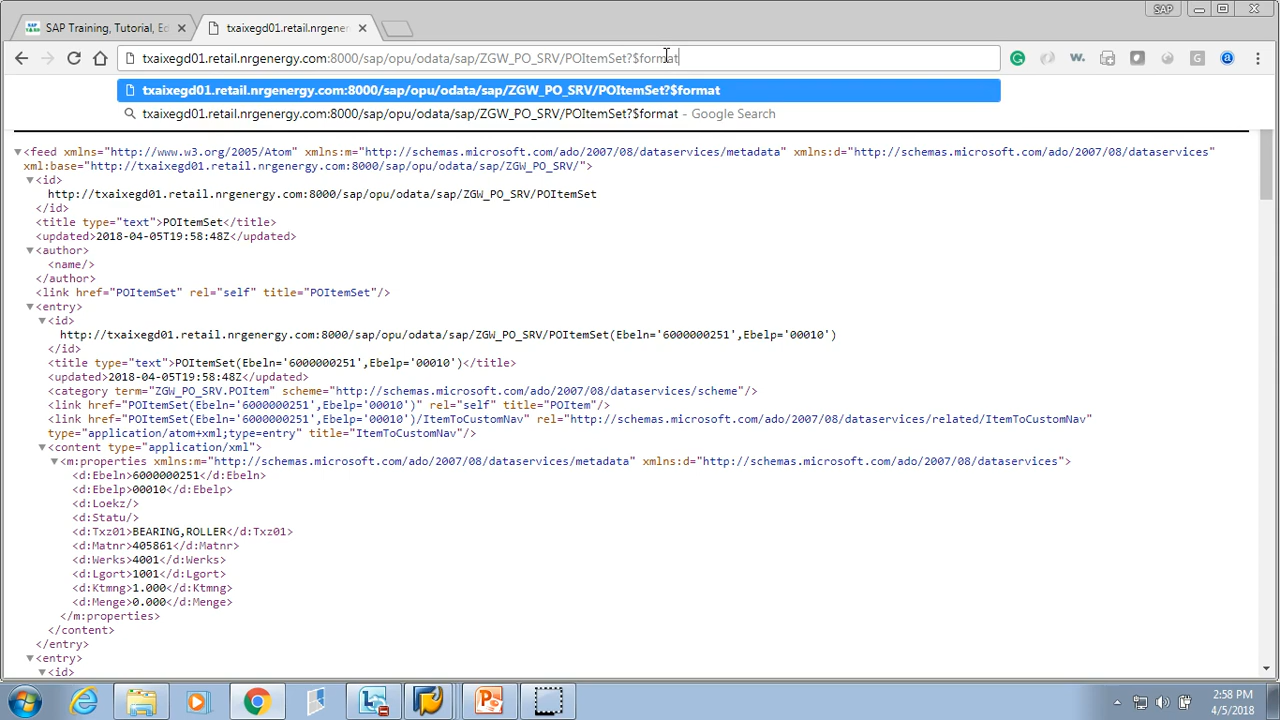 SAP
SAP Training, Tutorial, Ed
txaixegd01.retail.nrgener
txaixegd01.retail.nrgenergy.com:8000/sap/opu/odata/sap/ZGW_PO_SRV/POItemSet?$format
txaixegd01.retail.nrgenergy.com:8000/sap/opu/odata/sap/ZGW_PO_SRV/POItemSet?$format
txaixegd01.retail.nrgenergy.com:8000/sap/opu/odata/sap/ZGW_PO_SRV/POItemSet?$format - Google Search
▼<feed xmlns="http://www.w3.org/2005/Atom" xmlns:m="http://schemas.microsoft.com/ado/2007/08/dataservices/metadata" xmlns:d="http://schemas.microsoft.com/ado/2007/08/dataservices"
xml:base="http://txaixegd01.retail.nrgenergy.com:8000/sap/opu/odata/sap/ZGW_PO_SRV/">
▼<id>
http://txaixegd01.retail.nrgenergy.com:8000/sap/opu/odata/sap/ZGW_PO_SRV/POItemSet
</id>
<title type="text">POItemSet</title>
<updated>2018-04-05T19:58:48Z</updated>
▼<author>
<name/>
</author>
<link href="POItemSet" rel="self" title="POItemSet"/>
▼<entry>
▼<id>
http://txaixegd01.retail.nrgenergy.com:8000/sap/opu/odata/sap/ZGW_PO_SRV/POItemSet(Ebeln='6000000251',Ebelp='00010')
</id>
<title type="text">POItemSet(Ebeln='6000000251',Ebelp='00010')</title>
<updated>2018-04-05T19:58:48Z</updated>
<category term="ZGW_PO_SRV.POItem" scheme="http://schemas.microsoft.com/ado/2007/08/dataservices/scheme"/>
<link href="POItemSet(Ebeln='6000000251',Ebelp='00010')" rel="self" title="POItem"/>
<link href="POItemSet(Ebeln='6000000251',Ebelp='00010')/ItemToCustomNav" rel="http://schemas.microsoft.com/ado/2007/08/dataservices/related/ItemToCustomNav"
type="application/atom+xml;type=entry" title="ItemToCustomNav"/>
▼<content type="application/xml">
▼<m:properties xmlns:m="http://schemas.microsoft.com/ado/2007/08/dataservices/metadata" xmlns:d="http://schemas.microsoft.com/ado/2007/08/dataservices">
<d:Ebeln>6000000251</d:Ebeln>
<d:Ebelp>00010</d:Ebelp>
<d:Loekz/>
<d:Statu/>
<d:Txz01>BEARING,ROLLER</d:Txz01>
<d:Matnr>405861</d:Matnr>
<d:Werks>4001</d:Werks>
<d:Lgort>1001</d:Lgort>
<d:Ktmng>1.000</d:Ktmng>
<d:Menge>0.000</d:Menge>
</m:properties>
</content>
</entry>
▼<entry>
▼<id>
2:58 PM
4/5/2018